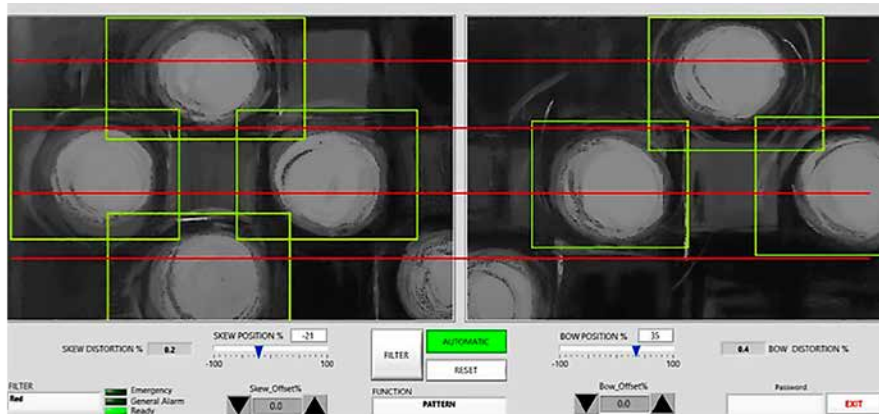 SKEW DISTORTION %
0.2
SKEW POSITION %
-21
-100
100
FILTER
AUTOMATIC
RESET
BOW POSITION %
35
-100
100
0.4
BOW DISTORTION %
FILTER
Red
Emergency
General Alarm
Ready
Skew_Offset%
0.0
FUNCTION
PATTERN
Bow_Offset%
0.0
Password
EXIT